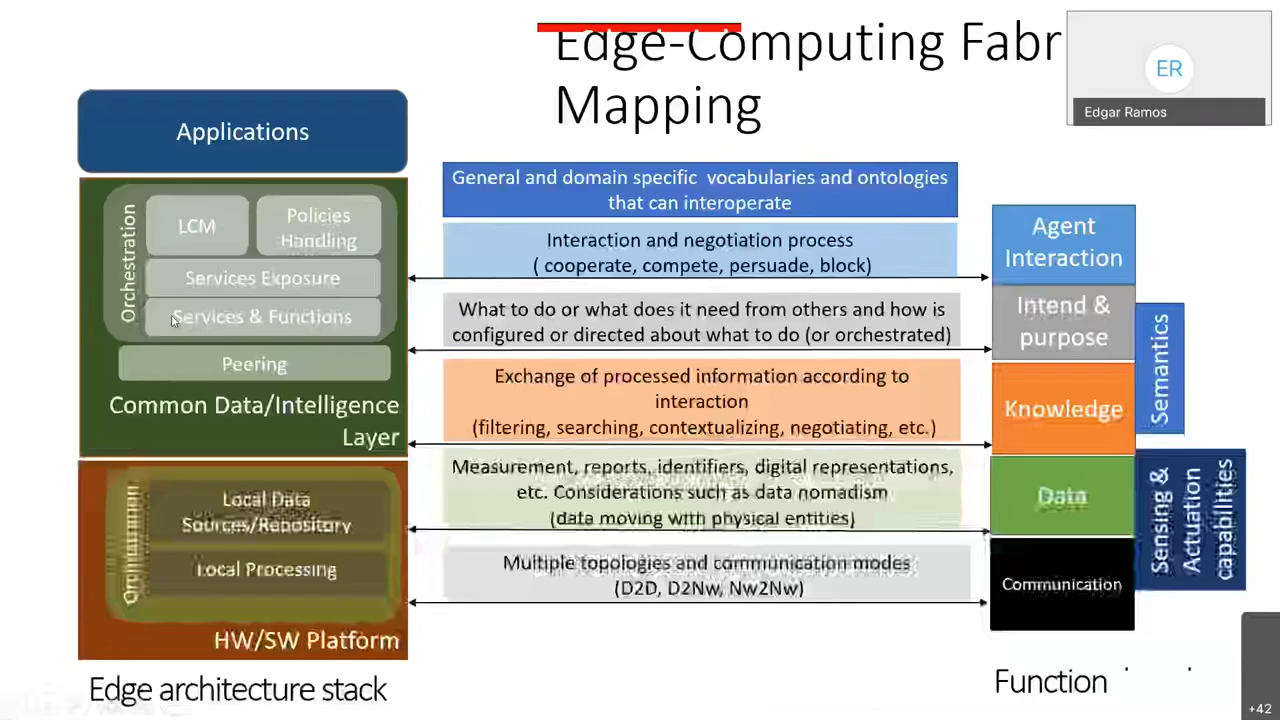 Edge-Computing Fabr
Mapping
ER
Edgar Ramos
Applications
Orchestration
LCM
Policies
Handling
Services Exposure
Services & Functions
Peering
Common Data/Intelligence
Layer
Local Data
Sources/Repository
Local Processing
HW/SW Platform
Edge architecture stack
General and domain specific vocabularies and ontologies
that can interoperate
Interaction and negotiation process
( cooperate, compete, persuade, block)
What to do or what does it need from others and how is
configured or directed about what to do (or orchestrated)
Exchange of processed information according to
interaction
(filtering, searching, contextualizing, negotiating, etc.)
Measurement, reports, identifiers, digital representations,
etc. Considerations such as data nomadism
(data moving with physical entities)
Multiple topologies and communication modes
(D2D, D2Nw, Nw2Nw)
Agent
Interaction
Intend &
purpose
Knowledge
Data
Communication
Semantics
Sensing &
Actuation
capabilities
Function
+42